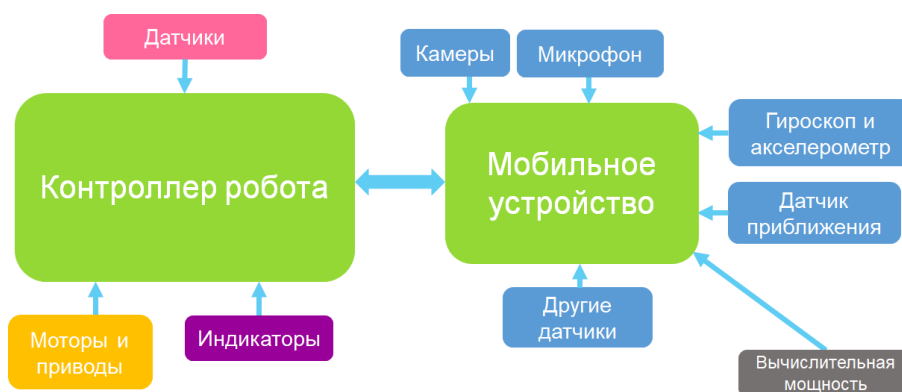 Датчики
Камеры
Микрофон
Гироскоп и
акселерометр
Контроллер робота
Мобильное
устройство
Датчик
приближения
Другие
датчики
Моторы и
приводы
Индикаторы
Вычислительная
мощность